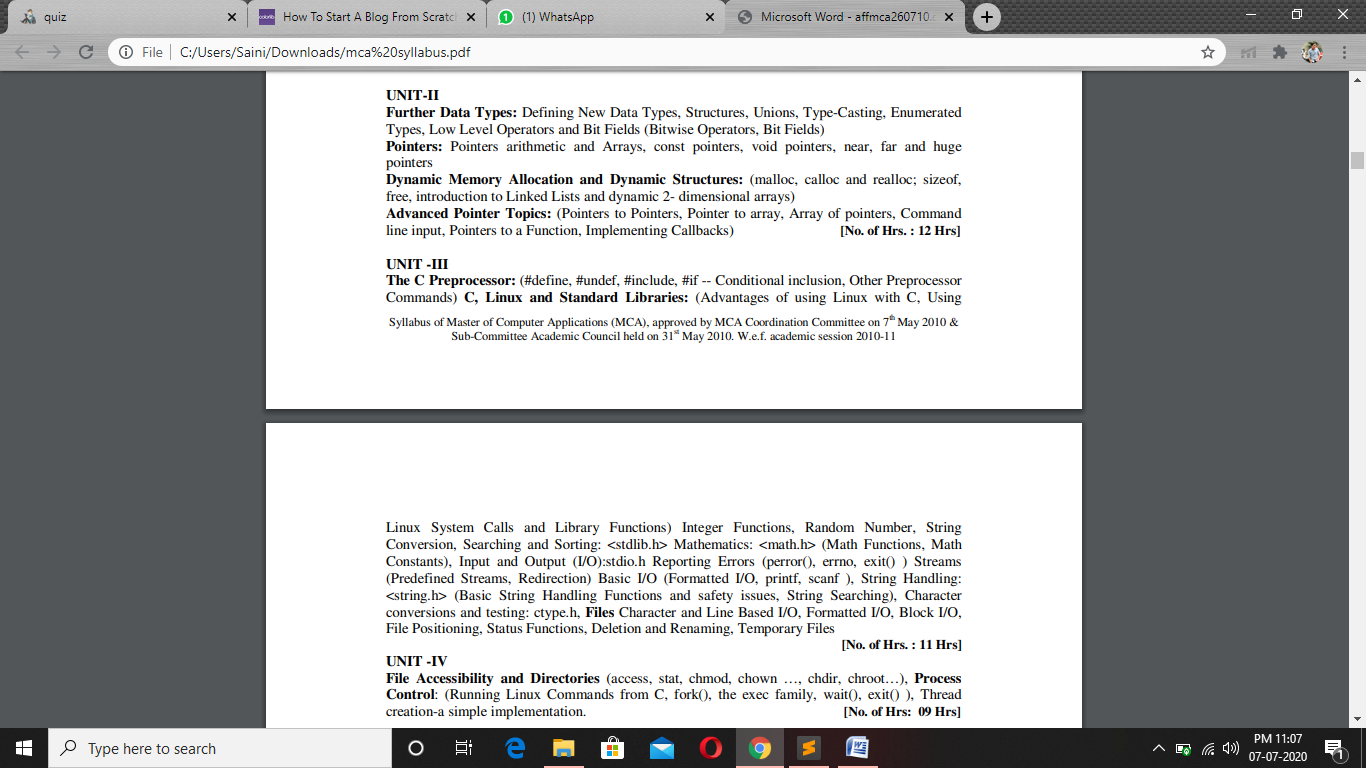 quiz
How To Start A Blog From Scratc
(1) WhatsApp
Microsoft Word - affmca260710.
File C:/Users/Saini/Downloads/mca%20syllabus.pdf
UNIT-II
Further Data Types: Defining New Data Types, Structures, Unions, Type-Casting, Enumerated
Types, Low Level Operators and Bit Fields (Bitwise Operators, Bit Fields)
Pointers: Pointers arithmetic and Arrays, const pointers, void pointers, near, far and huge
pointers
Dynamic Memory Allocation and Dynamic Structures: (malloc, calloc and realloc; sizeof,
free, introduction to Linked Lists and dynamic 2- dimensional arrays)
Advanced Pointer Topics: (Pointers to Pointers, Pointer to array, Array of pointers, Command
line input, Pointers to a Function, Implementing Callbacks) [No. of Hrs. : 12 Hrs]
UNIT -III
The C Preprocessor: (#define, #undef, #include, #if -- Conditional inclusion, Other Preprocessor
Commands) C, Linux and Standard Libraries: (Advantages of using Linux with C, Using
Syllabus of Master of Computer Applications (MCA), approved by MCA Coordination Committee on 7th May 2010 &
Sub-Committee Academic Council held on 31st May 2010. W.e.f. academic session 2010-11
Linux System Calls and Library Functions) Integer Functions, Random Number, String
Conversion, Searching and Sorting: <stdlib.h> Mathematics: <math.h> (Math Functions, Math
Constants), Input and Output (I/O):stdio.h Reporting Errors (perror(), errno, exit() ) Streams
(Predefined Streams, Redirection) Basic I/O (Formatted I/O, printf, scanf ), String Handling:
<string.h> (Basic String Handling Functions and safety issues, String Searching), Character
conversions and testing: ctype.h, Files Character and Line Based I/O, Formatted I/O, Block I/O,
File Positioning, Status Functions, Deletion and Renaming, Temporary Files
[No. of Hrs. : 11 Hrs]
UNIT -IV
File Accessibility and Directories (access, stat, chmod, chown …, chdir, chroot…), Process
Control: (Running Linux Commands from C, fork(), the exec family, wait(), exit() ), Thread
creation-a simple implementation. [No. of Hrs: 09 Hrs]
Type here to search
PM 11:07
07-07-2020